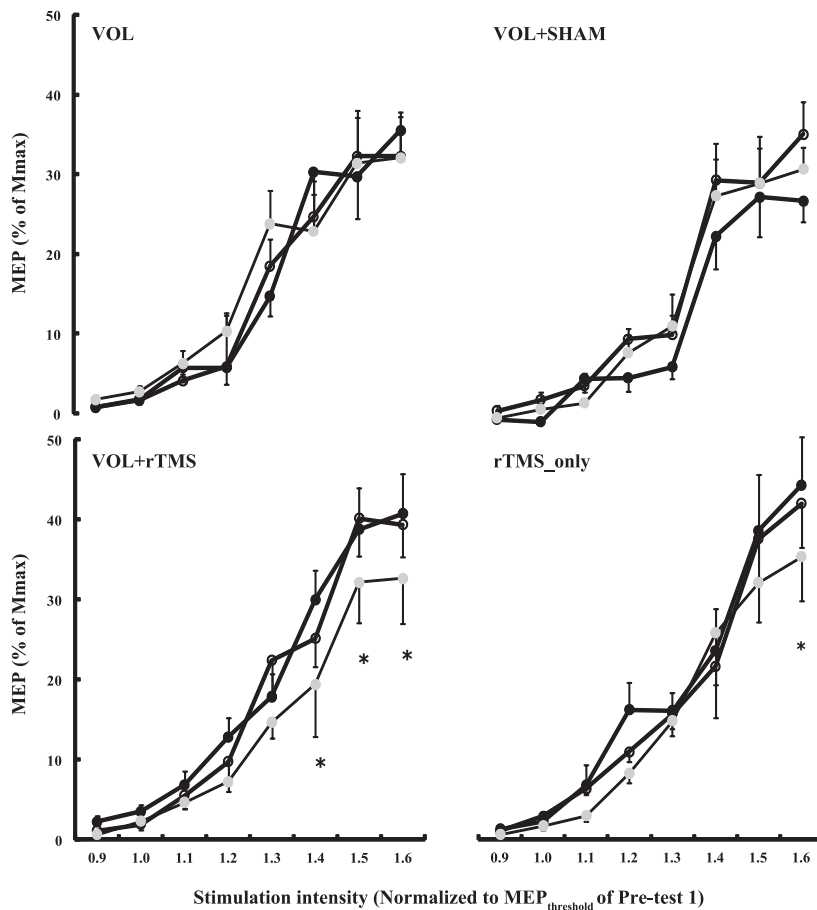 50
VOL
VOL+SHAM
40
30
20
10
0
MEP (% of Mmax)
50
VOL+rTMS
rTMS_only
40
30
20
10
0
MEP (% of Mmax)
*
*
*
*
0.9 1.0 1.1 1.2 1.3 1.4 1.5 1.6
0.9 1.0 1.1 1.2 1.3 1.4 1.5 1.6
Stimulation intensity (Normalized to MEPthreshold of Pre-test 1)